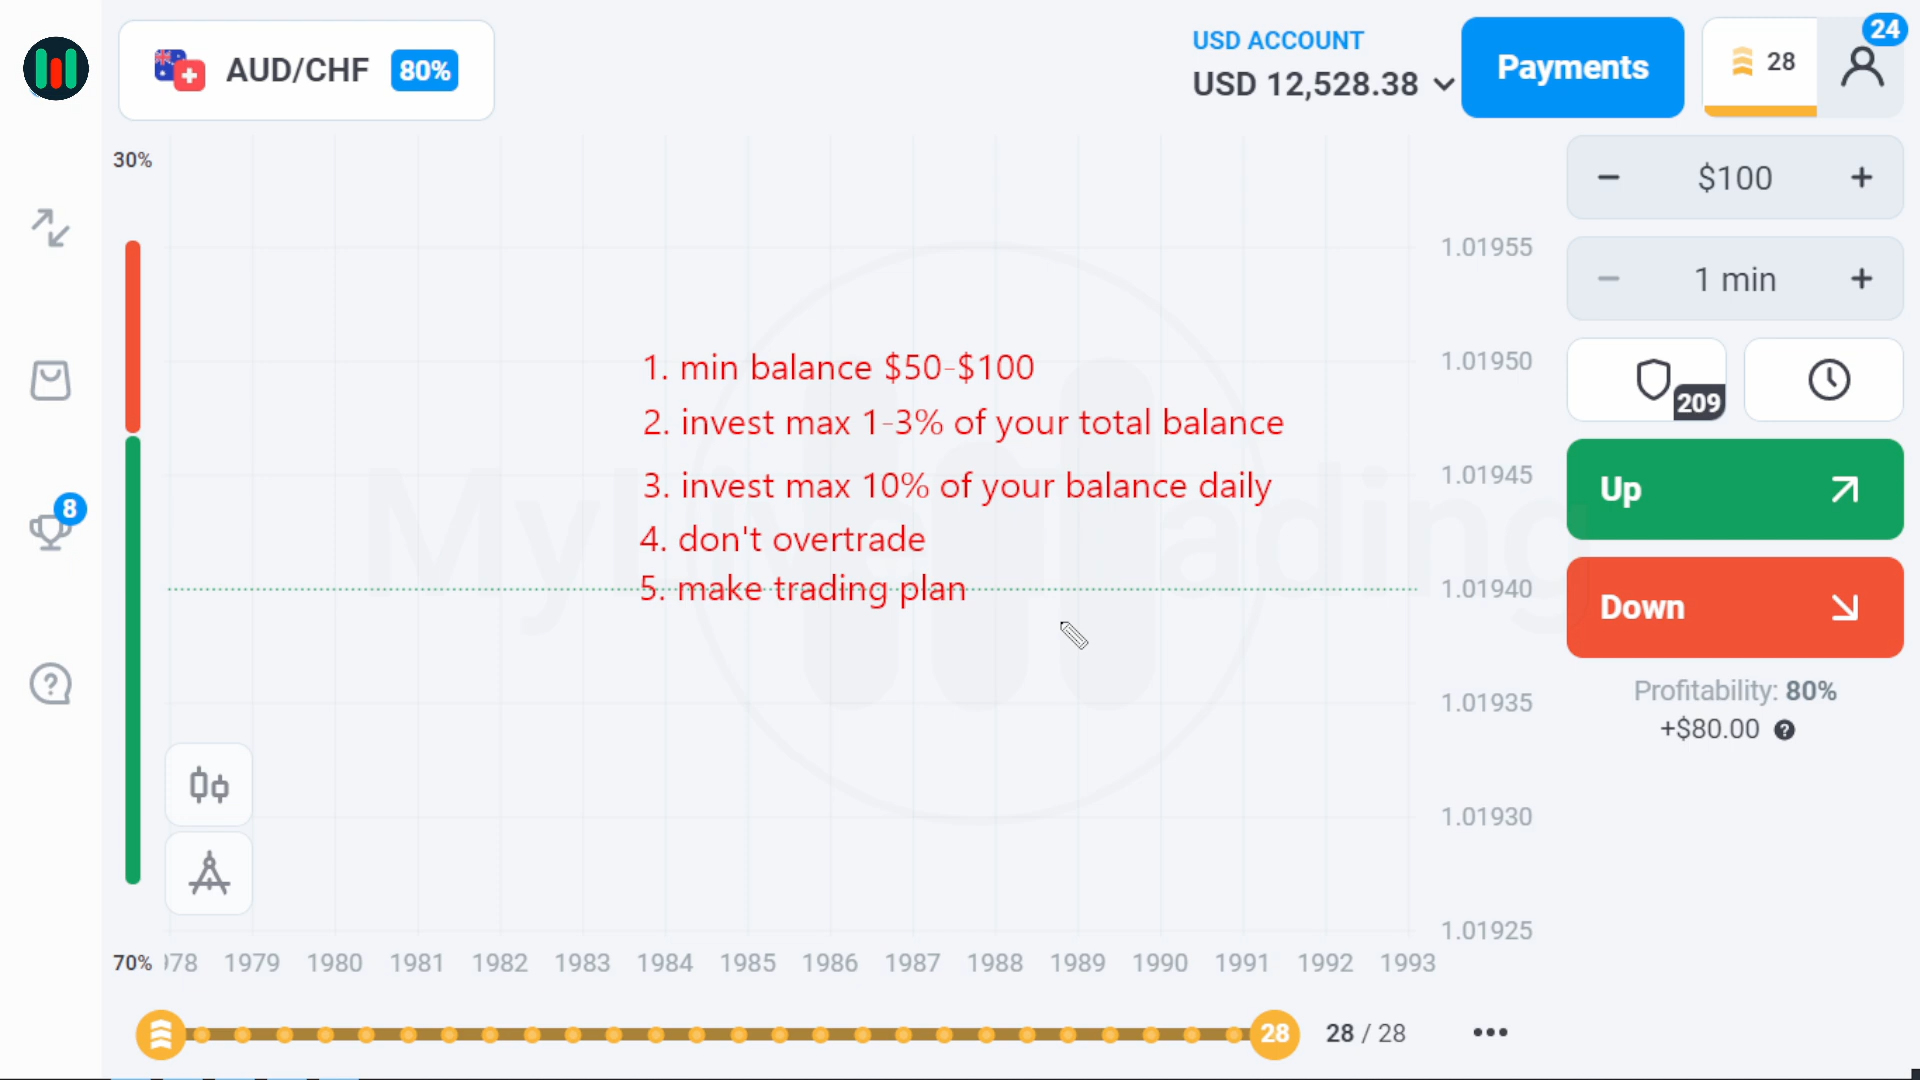 AUD/CHF 80%
USD ACCOUNT
USD 12,528.38
Payments
28
24
30%
$100
1 min
209
Up
Down
Profitability: 80%
+$80.00
8
1. min balance $50-$100
2. invest max 1-3% of your total balance
3. invest max 10% of your balance daily
4. don't overtrade
5. make trading plan
MyLiveTrading
1.01955
1.01950
1.01945
1.01940
1.01935
1.01930
1.01925
70%
978 1979 1980 1981 1982 1983 1984 1985 1986 1987 1988 1989 1990 1991 1992 1993
28
28 / 28